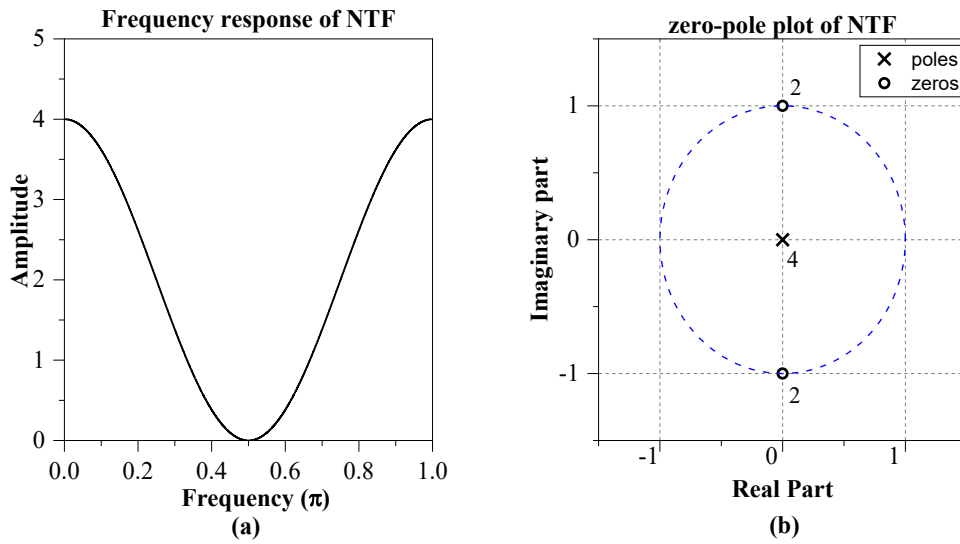 Frequency response of NTF
5
4
3
2
1
0
Amplitude
0.0 0.2 0.4 0.6 0.8 1.0
Frequency (π)
(a)
zero-pole plot of NTF
poles
zeros
2
1
0
-1
4
2
Imaginary part
-1 0 1
Real Part
(b)